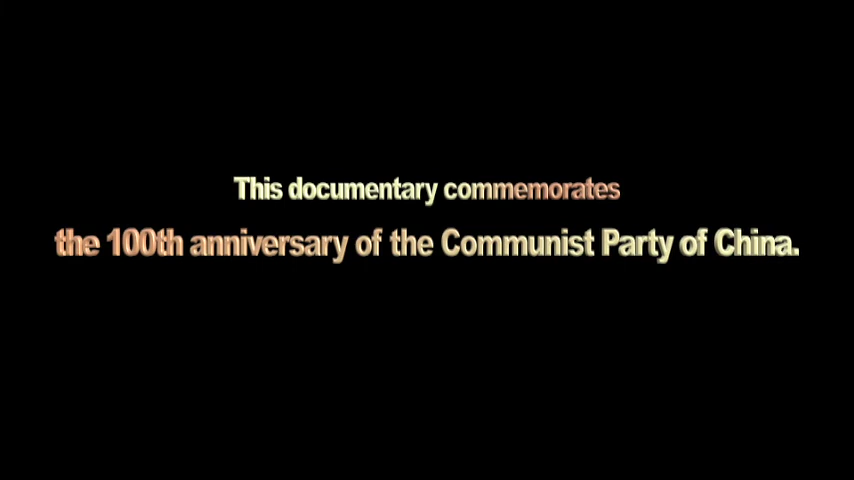 This documentary commemorates
the 100th anniversary of the Communist Party of China.